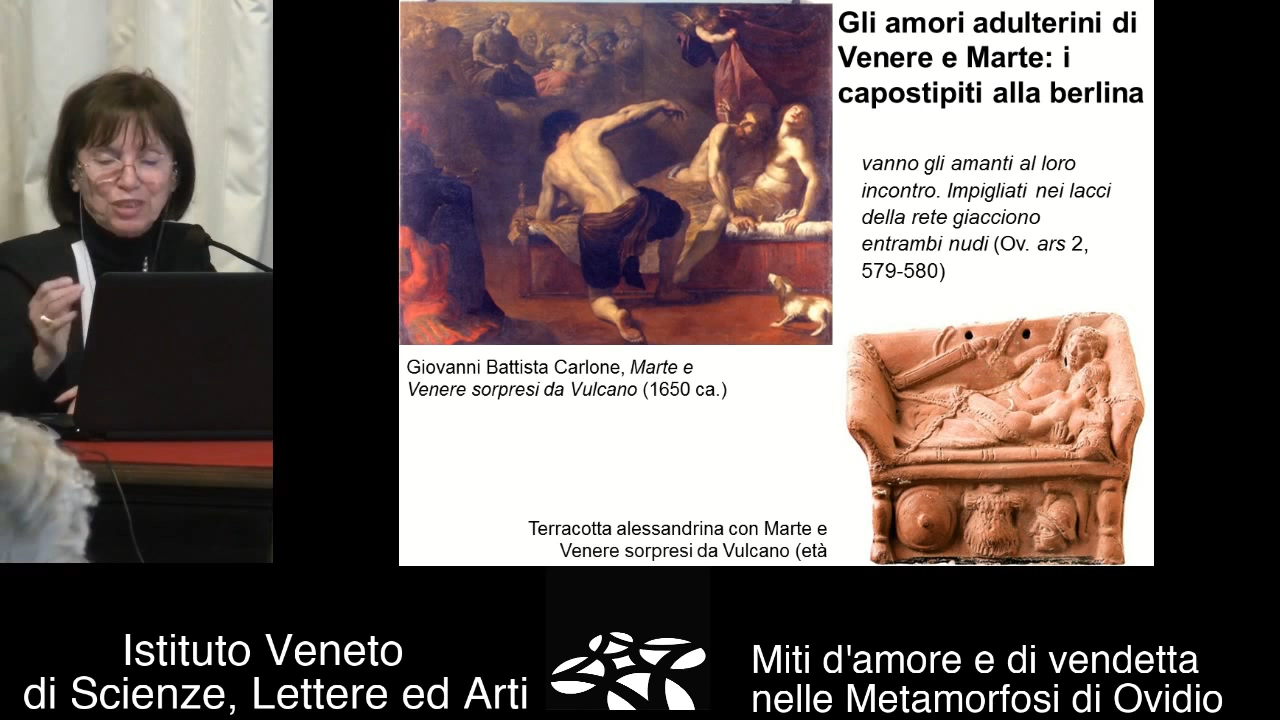 Gli amori adulterini di
Venere e Marte: i
capostipiti alla berlina
vanno gli amanti al loro
incontro. Impigliati nei lacci
della rete giacciono
entrambi nudi (Ov. ars 2,
579-580)
Giovanni Battista Carlone, Marte e
Venere sorpresi da Vulcano (1650 ca.)
Terracotta alessandrina con Marte e
Venere sorpresi da Vulcano (età
Istituto Veneto
di Scienze, Lettere ed Arti
Miti d'amore e di vendetta
nelle Metamorfosi di Ovidio